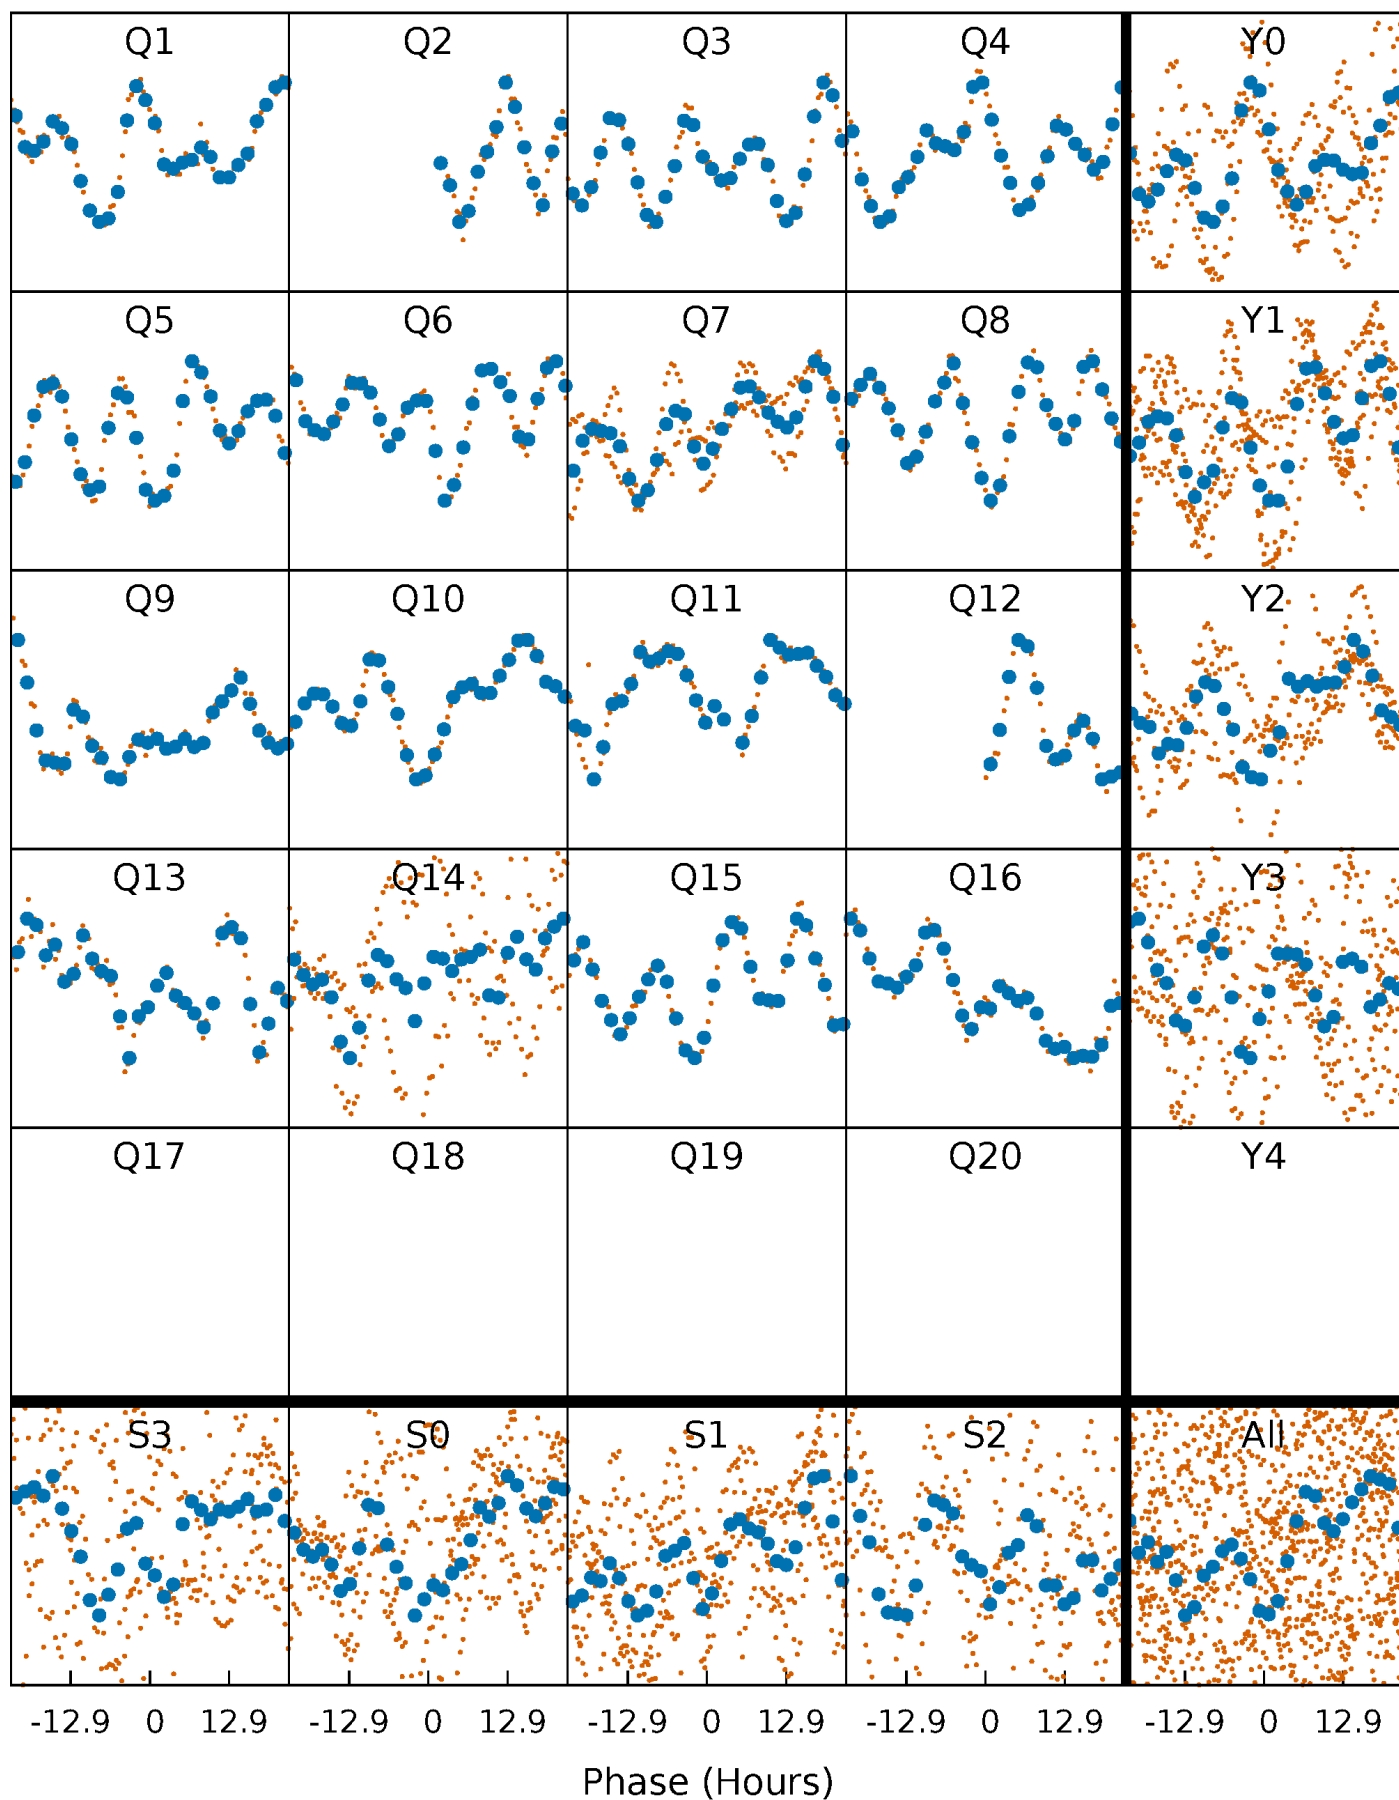 Q1 Q2 Q3 Q4 Y0
Q5 Q6 Q7 Q8 Y1
Q9 Q10 Q11 Q12 Y2
Q13 Q14 Q15 Q16 Y3
Q17 Q18 Q19 Q20 Y4
S3 S0 S1 S2 All
-12.9 0 12.9 -12.9 0 12.9 -12.9 0 12.9 -12.9 0 12.9 -12.9 0 12.9
Phase (Hours)